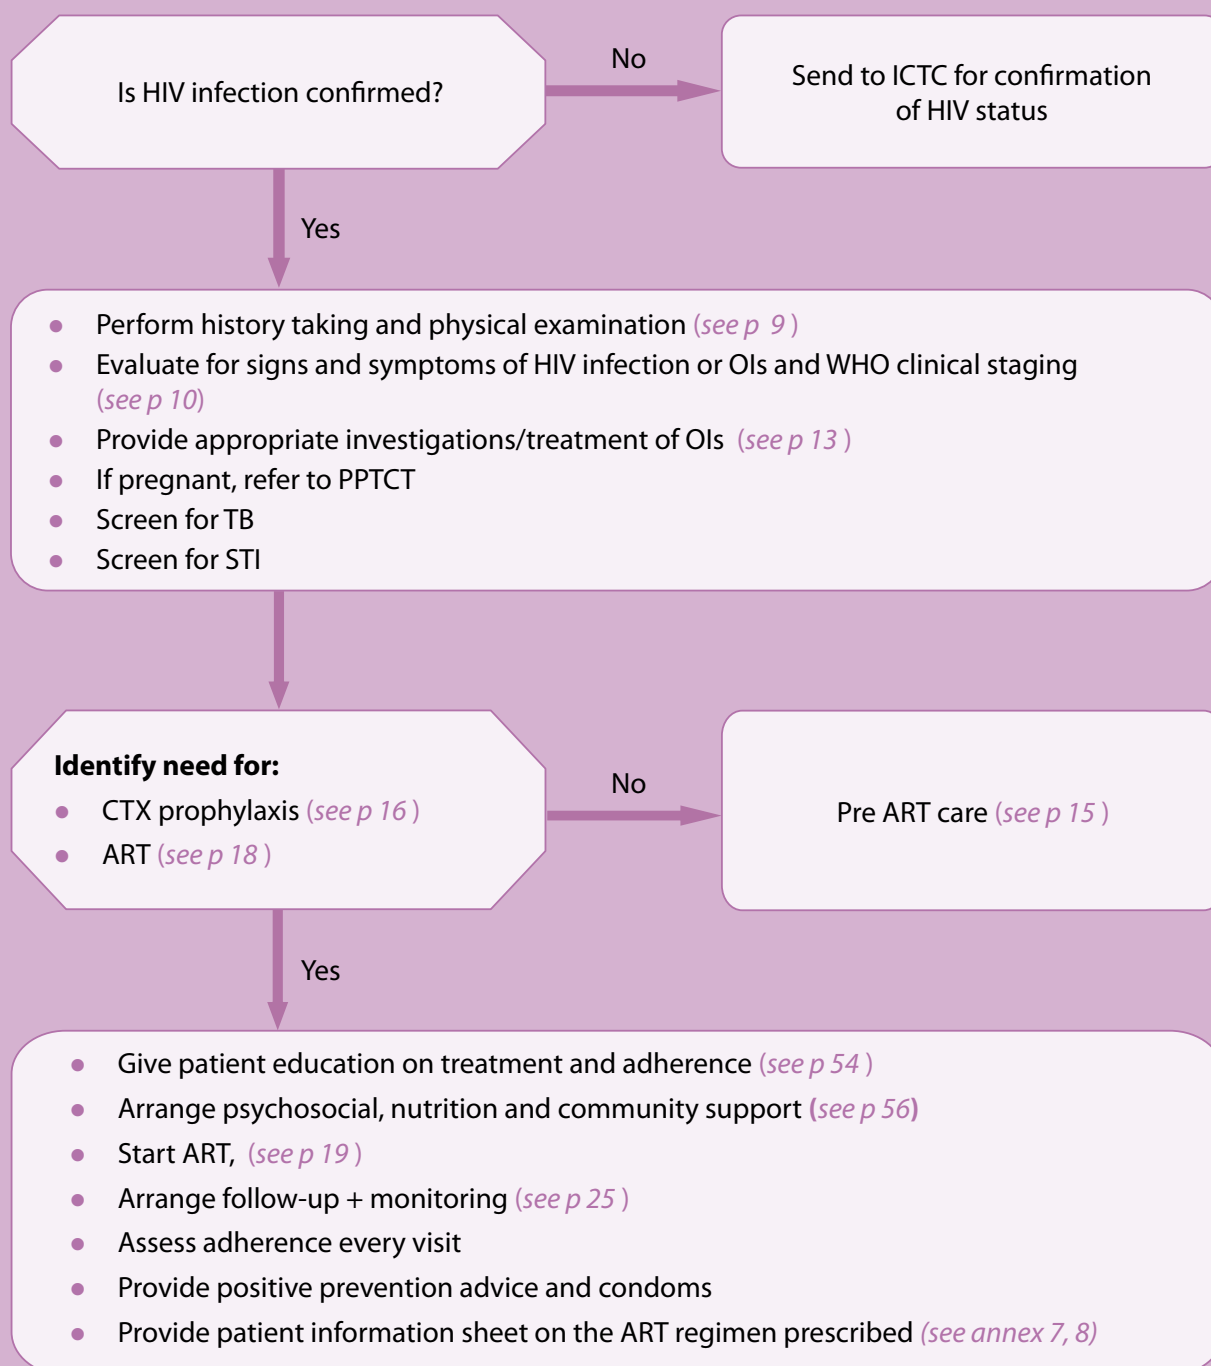 Is HIV infection confirmed?
No
Send to ICTC for confirmation
of HIV status
Yes
● Perform history taking and physical examination (see p 9 )
● Evaluate for signs and symptoms of HIV infection or OIs and WHO clinical staging
(see p 10)
● Provide appropriate investigations/treatment of OIs (see p 13 )
● If pregnant, refer to PPTCT
● Screen for TB
● Screen for STI
Identify need for:
● CTX prophylaxis (see p 16 )
● ART (see p 18 )
No
Pre ART care (see p 15 )
Yes
● Give patient education on treatment and adherence (see p 54 )
● Arrange psychosocial, nutrition and community support (see p 56)
● Start ART, (see p 19 )
● Arrange follow-up + monitoring (see p 25 )
● Assess adherence every visit
● Provide positive prevention advice and condoms
● Provide patient information sheet on the ART regimen prescribed (see annex 7, 8)